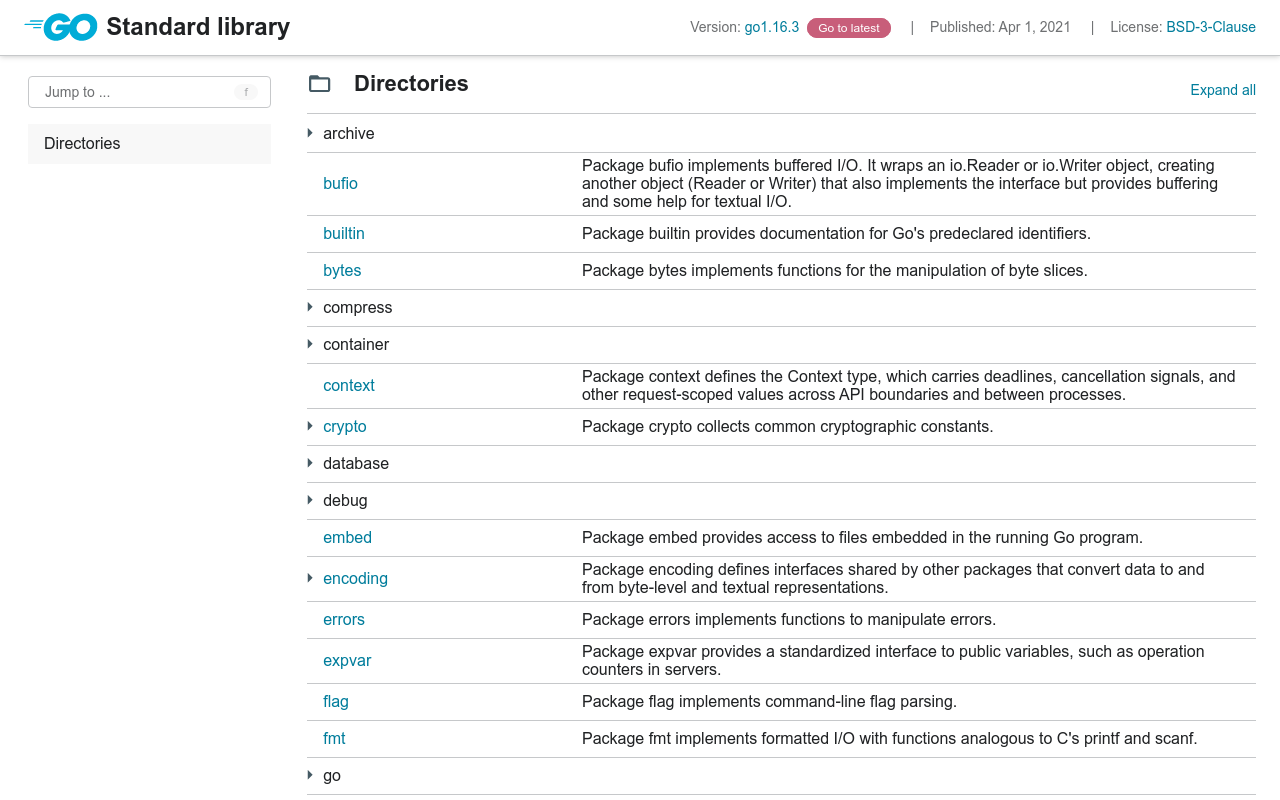 GO Standard library
Version: go1.16.3 Go to latest | Published: Apr 1, 2021 | License: BSD-3-Clause
Jump to ... f
Directories
Directories
Expand all
archive
bufio
Package bufio implements buffered I/O. It wraps an io.Reader or io.Writer object, creating
another object (Reader or Writer) that also implements the interface but provides buffering
and some help for textual I/O.
builtin
Package builtin provides documentation for Go's predeclared identifiers.
bytes
Package bytes implements functions for the manipulation of byte slices.
compress
container
context
Package context defines the Context type, which carries deadlines, cancellation signals, and
other request-scoped values across API boundaries and between processes.
crypto
Package crypto collects common cryptographic constants.
database
debug
embed
Package embed provides access to files embedded in the running Go program.
encoding
Package encoding defines interfaces shared by other packages that convert data to and
from byte-level and textual representations.
errors
Package errors implements functions to manipulate errors.
expvar
Package expvar provides a standardized interface to public variables, such as operation
counters in servers.
flag
Package flag implements command-line flag parsing.
fmt
Package fmt implements formatted I/O with functions analogous to C's printf and scanf.
go